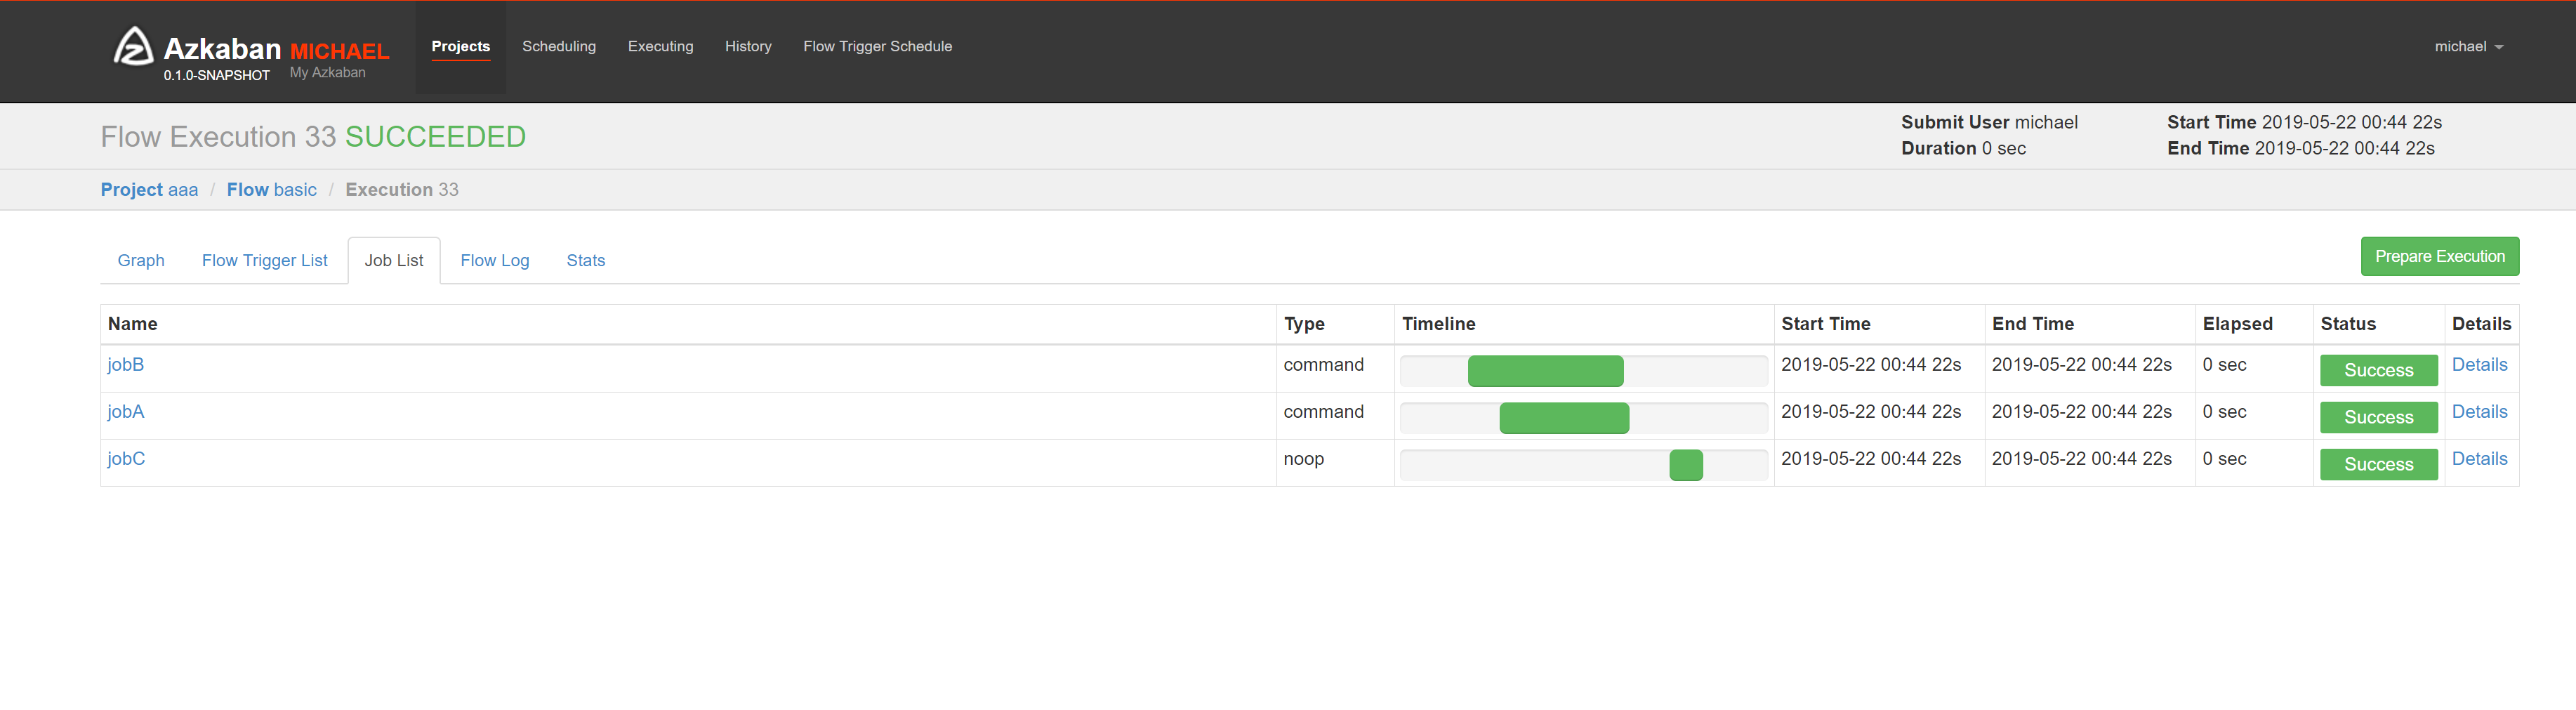 Azkaban MICHAEL
0.1.0-SNAPSHOT My Azkaban
Projects Scheduling Executing History Flow Trigger Schedule michael
Flow Execution 33 SUCCEEDED
Submit User michael Start Time 2019-05-22 00:44 22s
Duration 0 sec End Time 2019-05-22 00:44 22s
Project aaa / Flow basic / Execution 33
Graph Flow Trigger List Job List Flow Log Stats Prepare Execution
Name Type Timeline Start Time End Time Elapsed Status Details
jobB command 2019-05-22 00:44 22s 2019-05-22 00:44 22s 0 sec Success Details
jobA command 2019-05-22 00:44 22s 2019-05-22 00:44 22s 0 sec Success Details
jobC noop 2019-05-22 00:44 22s 2019-05-22 00:44 22s 0 sec Success Details